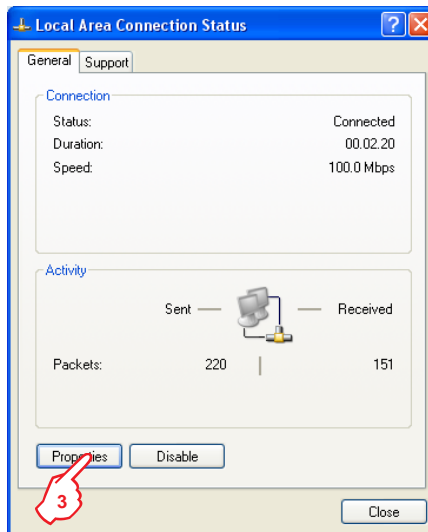 Local Area Connection Status
General Support
Connection
Status: Connected
Duration: 00.02.20
Speed: 100.0 Mbps
Activity
Sent Received
Packets: 220 151
Properties Disable
3
Close